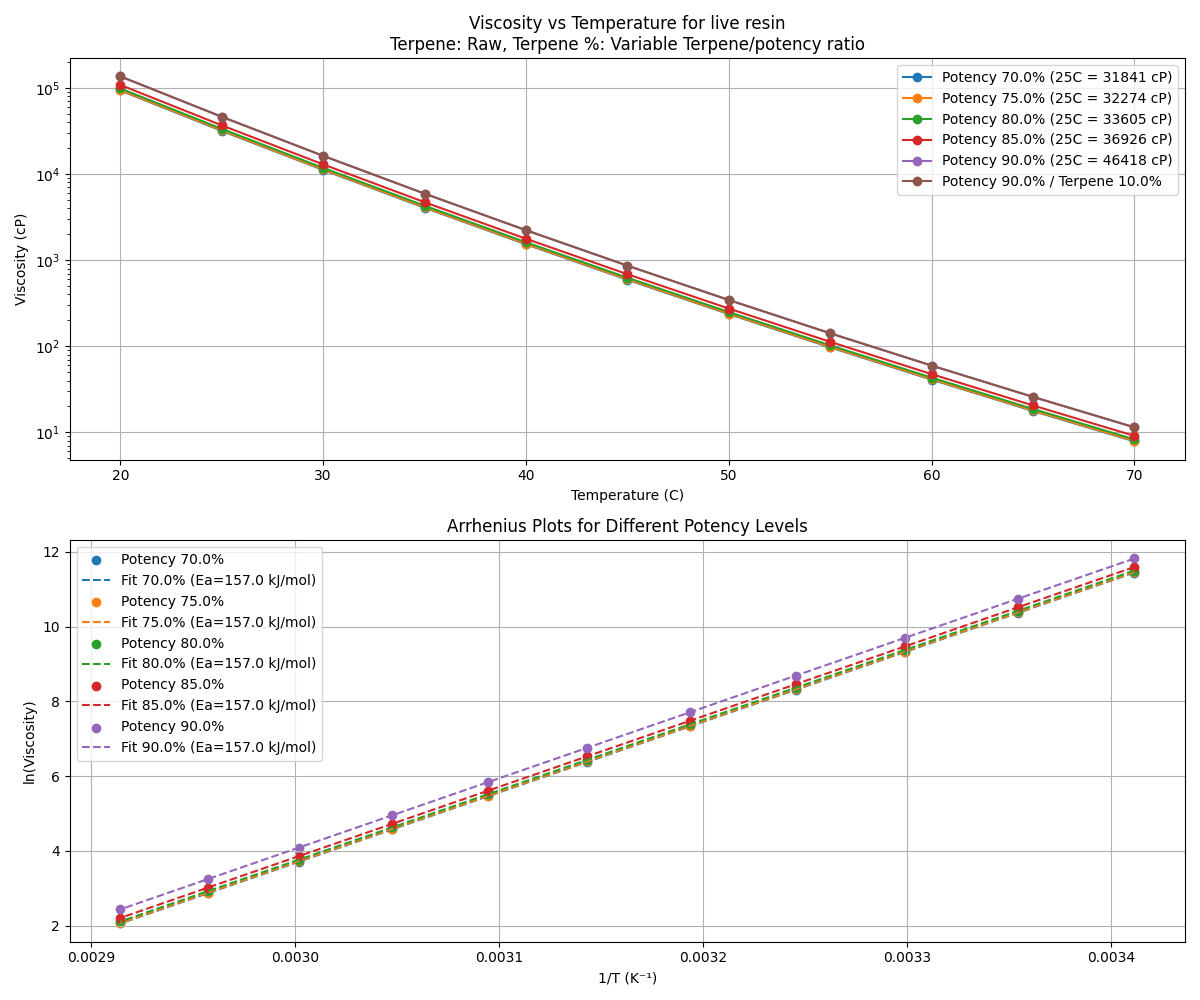 Viscosity vs Temperature for live resin
Terpene: Raw, Terpene %: Variable Terpene/potency ratio
Viscosity (cP)
10⁵
10⁴
10³
10²
10¹
Potency 70.0% (25C = 31841 cP)
Potency 75.0% (25C = 32274 cP)
Potency 80.0% (25C = 33605 cP)
Potency 85.0% (25C = 36926 cP)
Potency 90.0% (25C = 46418 cP)
Potency 90.0% / Terpene 10.0%
20 30 40 50 60 70
Temperature (C)
Arrhenius Plots for Different Potency Levels
ln(Viscosity)
12
10
8
6
4
2
Potency 70.0%
Fit 70.0% (Ea=157.0 kJ/mol)
Potency 75.0%
Fit 75.0% (Ea=157.0 kJ/mol)
Potency 80.0%
Fit 80.0% (Ea=157.0 kJ/mol)
Potency 85.0%
Fit 85.0% (Ea=157.0 kJ/mol)
Potency 90.0%
Fit 90.0% (Ea=157.0 kJ/mol)
0.0029 0.0030 0.0031 0.0032 0.0033 0.0034
1/T (K⁻¹)